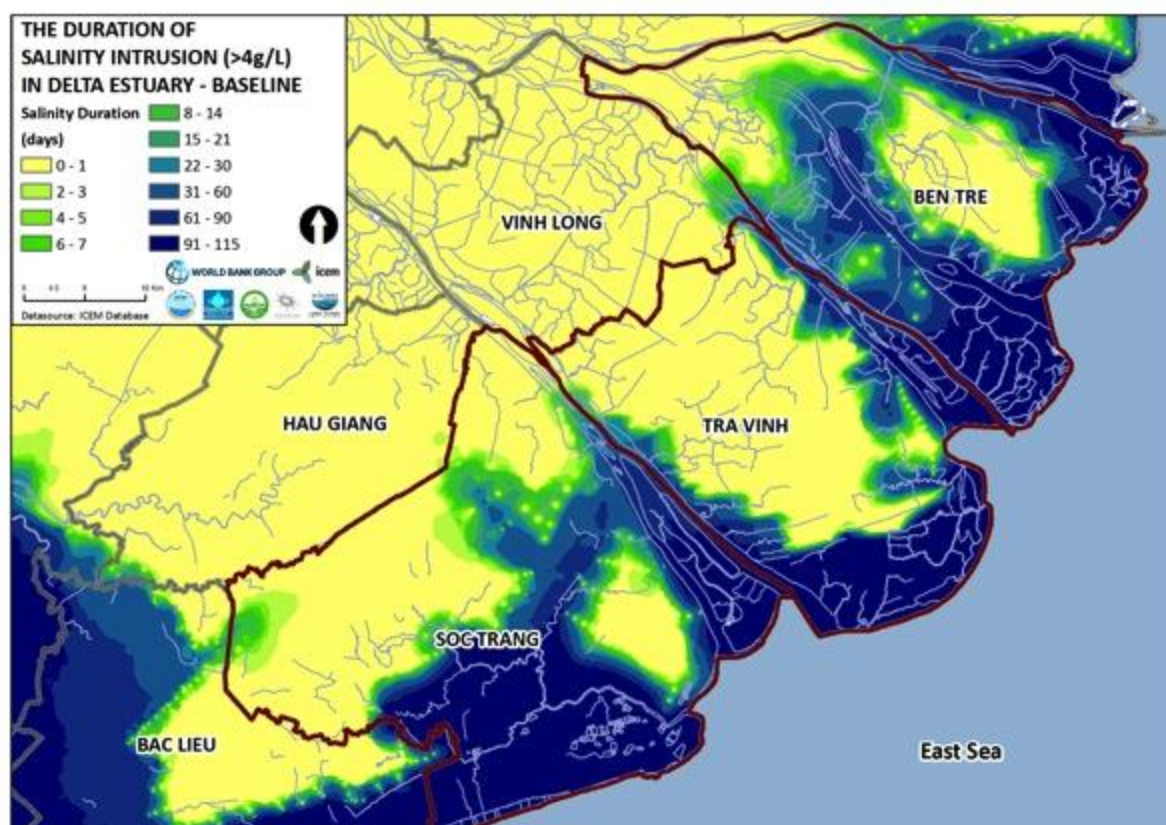 THE DURATION OF
SALINITY INTRUSION (>4g/L)
IN DELTA ESTUARY - BASELINE
Salinity Duration
(days)
0 - 1
2 - 3
4 - 5
6 - 7
8 - 14
15 - 21
22 - 30
31 - 60
61 - 90
91 - 115
WORLD BANK GROUP
icem
Datasource: ICEM Database
BEN TRE
VINH LONG
HAU GIANG
TRA VINH
SOC TRANG
BAC LIEU
East Sea